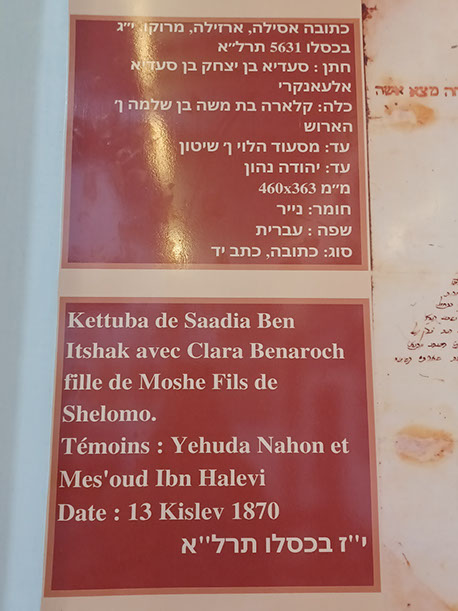 כתובה אסילה, ארזילה, מרוקו. י״ג
בכסלו 5631 תרל״א
חתן : סעדיא בן יצחק בן סעדיא
אלעאנקרי
כלה: קלארה בת משה בן שלמה ן׳
הארוש
עד: מסעוד הלוי ן׳ שיטון
עד: יהודה נהון
460x363 מ״מ
חומר: נייר
שפה : עברית
סוג: כתובה, כתב יד
Kettuba de Saadia Ben
Itshak avec Clara Benaroch
fille de Moshe Fils de
Shelomo.
Témoins : Yehuda Nahon et
Mes'oud Ibn Halevi
Date : 13 Kislev 1870
י''ז בכסלו תרל''א
מצא אשה